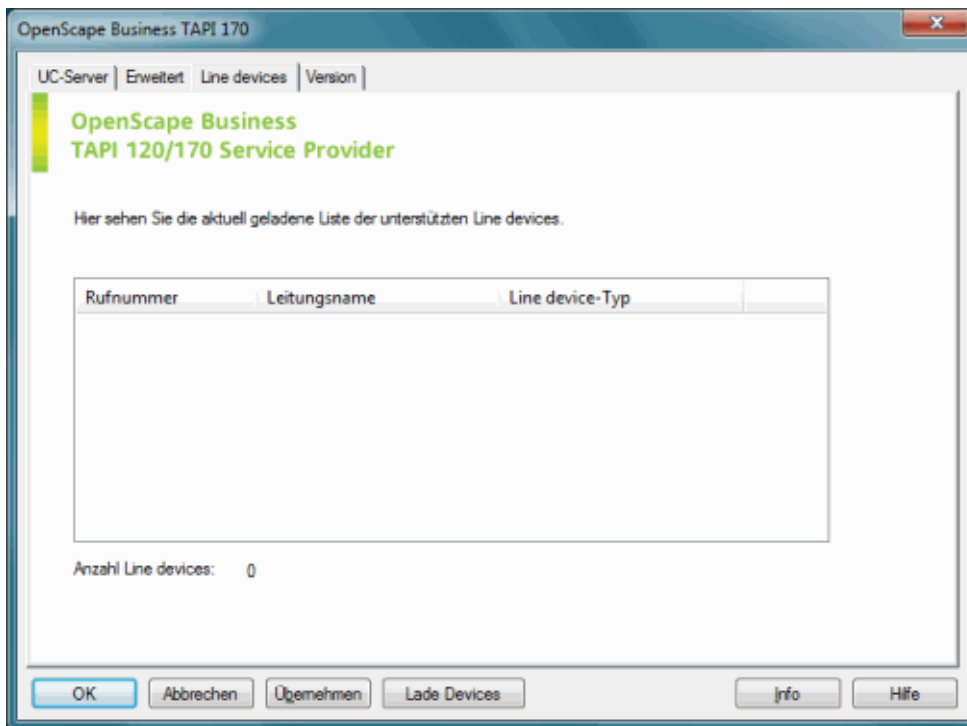 OpenScape Business TAPI 170
UC-Server Erweitert Line devices Version
OpenScape Business
TAPI 120/170 Service Provider
Hier sehen Sie die aktuell geladene Liste der unterstützten Line devices.
Rufnummer Leitungsname Line device-Typ
Anzahl Line devices: 0
OK Abbrechen Übernehmen Lade Devices Info Hilfe